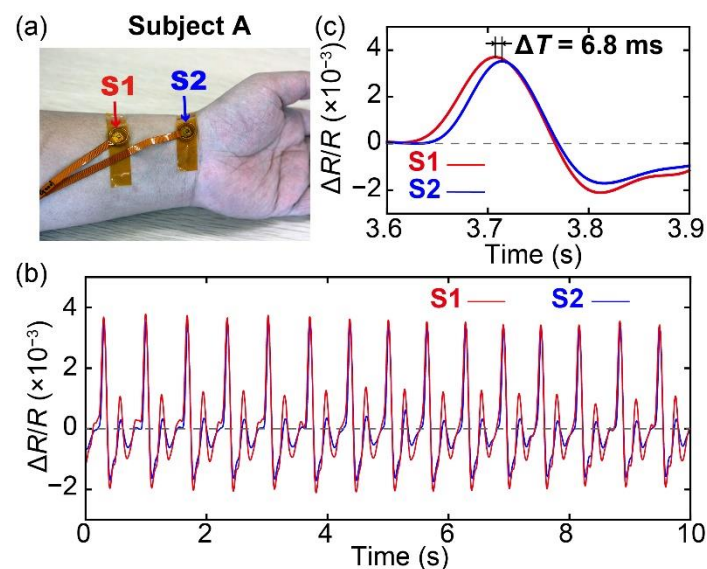 (a) Subject A
S1 S2
(c)
ΔT = 6.8 ms
ΔR/R (×10⁻³)
4
2
0
−2
S1
S2
3.6 3.7 3.8 3.9
Time (s)
(b)
S1 S2
ΔR/R (×10⁻³)
4
2
0
−2
0 2 4 6 8 10
Time (s)